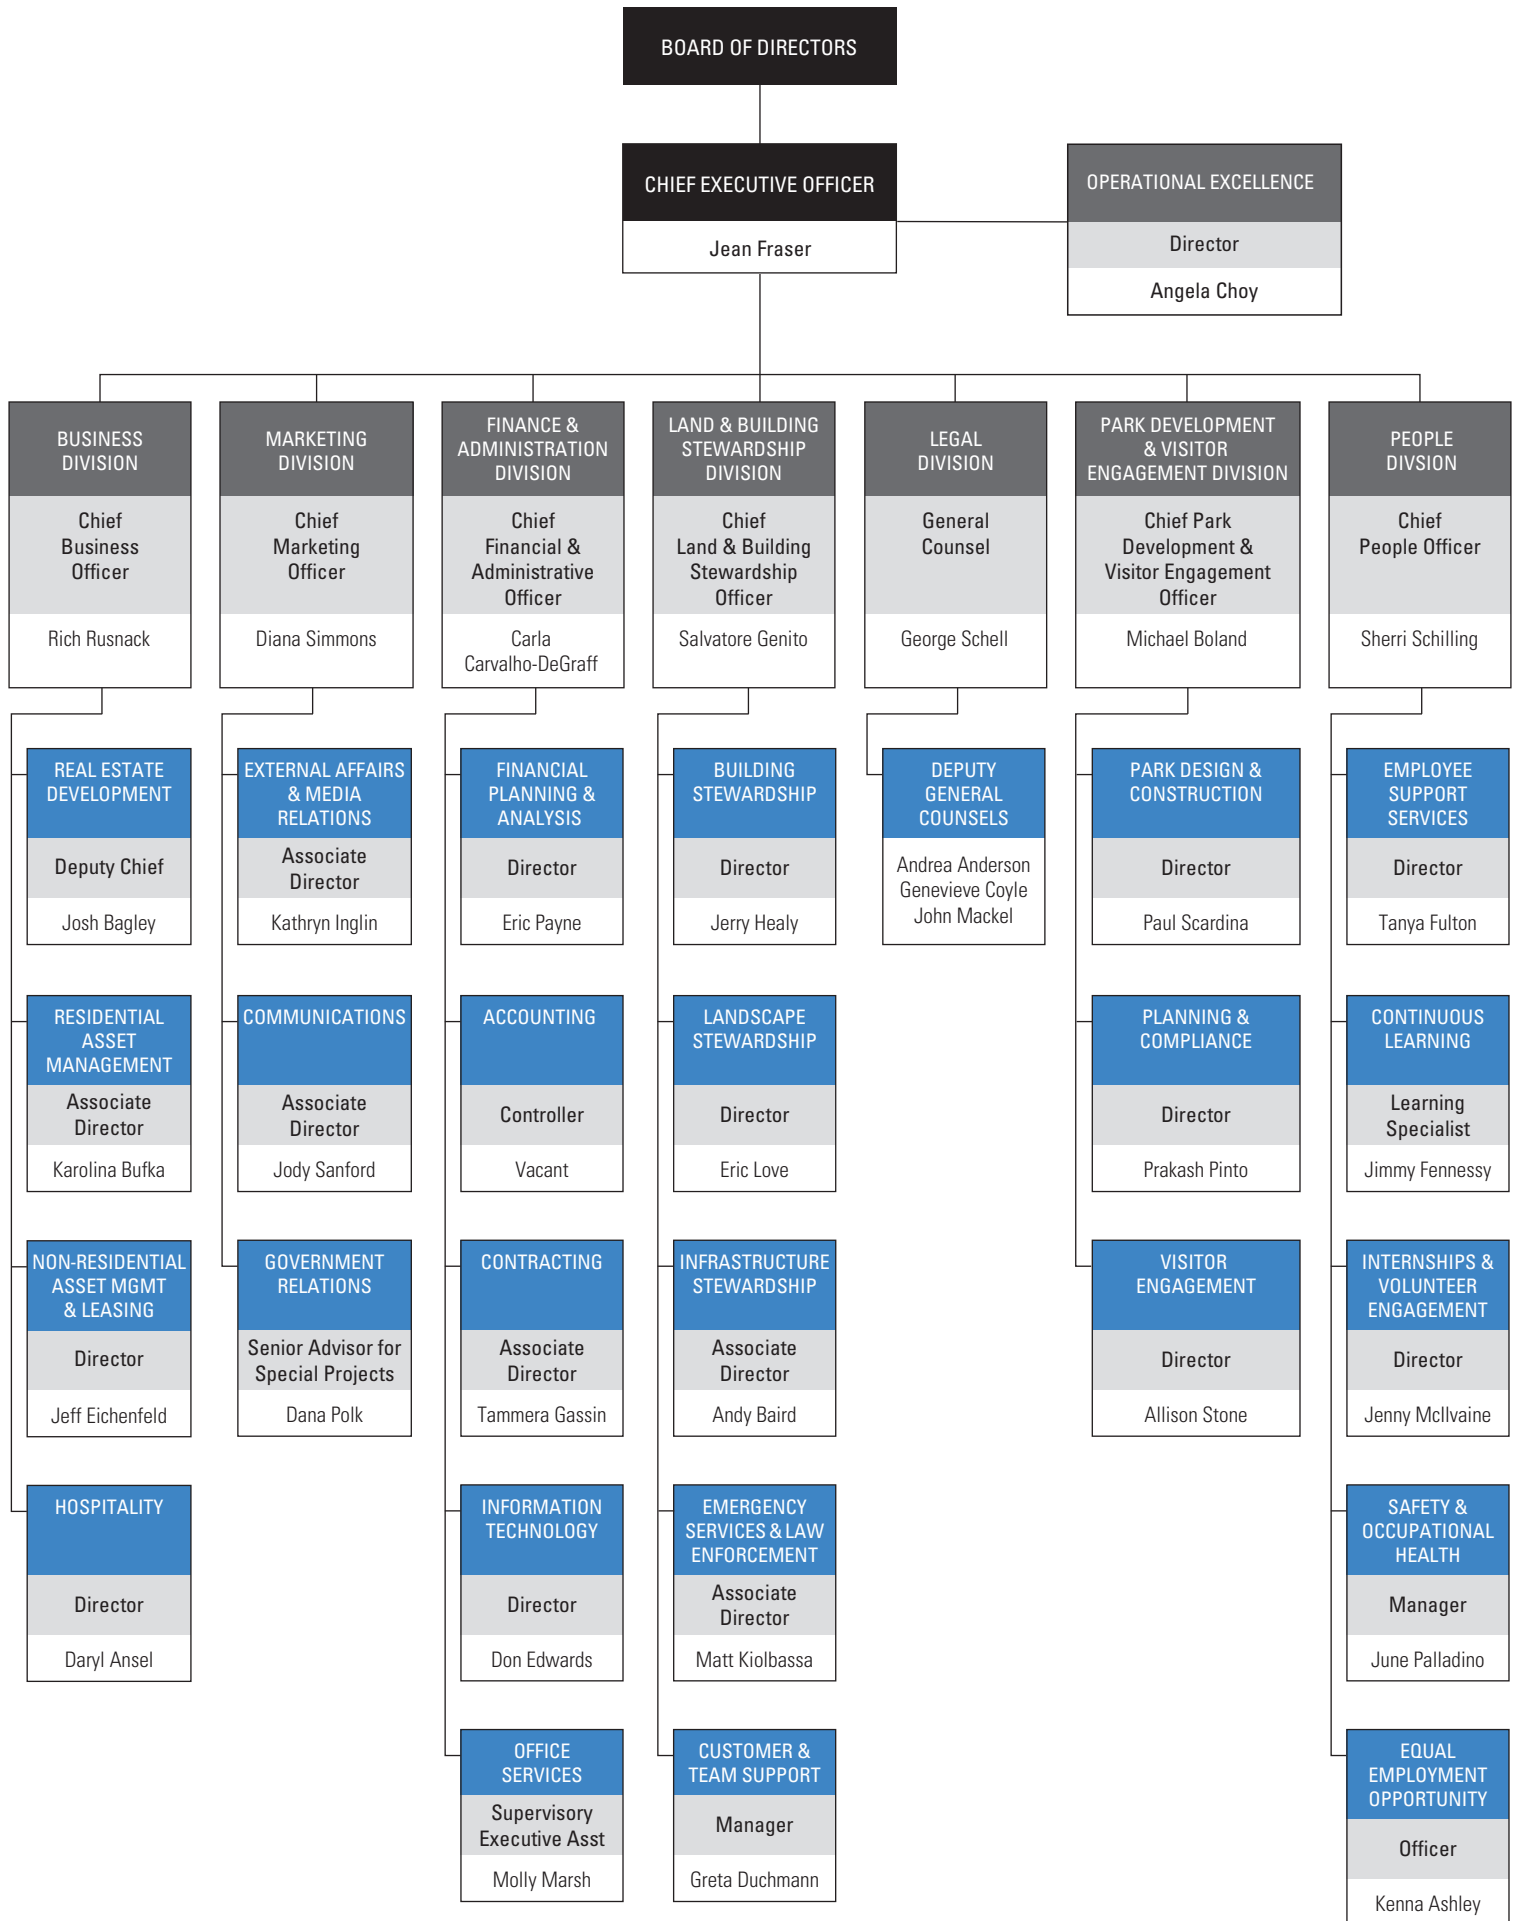 BOARD OF DIRECTORS
CHIEF EXECUTIVE OFFICER
Jean Fraser
OPERATIONAL EXCELLENCE
Director
Angela Choy
BUSINESS
DIVISION
Chief
Business
Officer
Rich Rusnack
MARKETING
DIVISION
Chief
Marketing
Officer
Diana Simmons
FINANCE &
ADMINISTRATION
DIVISION
Chief
Financial &
Administrative
Officer
Carla
Carvalho-DeGraff
LAND & BUILDING
STEWARDSHIP
DIVISION
Chief
Land & Building
Stewardship
Officer
Salvatore Genito
LEGAL
DIVISION
General
Counsel
George Schell
PARK DEVELOPMENT
& VISITOR
ENGAGEMENT DIVISION
Chief Park
Development &
Visitor Engagement
Officer
Michael Boland
PEOPLE
DIVSION
Chief
People Officer
Sherri Schilling
REAL ESTATE
DEVELOPMENT
Deputy Chief
Josh Bagley
RESIDENTIAL
ASSET
MANAGEMENT
Associate
Director
Karolina Bufka
NON-RESIDENTIAL
ASSET MGMT
& LEASING
Director
Jeff Eichenfeld
HOSPITALITY
Director
Daryl Ansel
EXTERNAL AFFAIRS
& MEDIA
RELATIONS
Associate
Director
Kathryn Inglin
COMMUNICATIONS
Associate
Director
Jody Sanford
GOVERNMENT
RELATIONS
Senior Advisor for
Special Projects
Dana Polk
FINANCIAL
PLANNING &
ANALYSIS
Director
Eric Payne
ACCOUNTING
Controller
Vacant
CONTRACTING
Associate
Director
Tammera Gassin
INFORMATION
TECHNOLOGY
Director
Don Edwards
OFFICE
SERVICES
Supervisory
Executive Asst
Molly Marsh
BUILDING
STEWARDSHIP
Director
Jerry Healy
LANDSCAPE
STEWARDSHIP
Director
Eric Love
INFRASTRUCTURE
STEWARDSHIP
Associate
Director
Andy Baird
EMERGENCY
SERVICES & LAW
ENFORCEMENT
Associate
Director
Matt Kiolbassa
CUSTOMER &
TEAM SUPPORT
Manager
Greta Duchmann
DEPUTY
GENERAL
COUNSELS
Andrea Anderson
Genevieve Coyle
John Mackel
PARK DESIGN &
CONSTRUCTION
Director
Paul Scardina
PLANNING &
COMPLIANCE
Director
Prakash Pinto
VISITOR
ENGAGEMENT
Director
Allison Stone
EMPLOYEE
SUPPORT
SERVICES
Director
Tanya Fulton
CONTINUOUS
LEARNING
Learning
Specialist
Jimmy Fennessy
INTERNSHIPS &
VOLUNTEER
ENGAGEMENT
Director
Jenny McIlvaine
SAFETY &
OCCUPATIONAL
HEALTH
Manager
June Palladino
EQUAL
EMPLOYMENT
OPPORTUNITY
Officer
Kenna Ashley